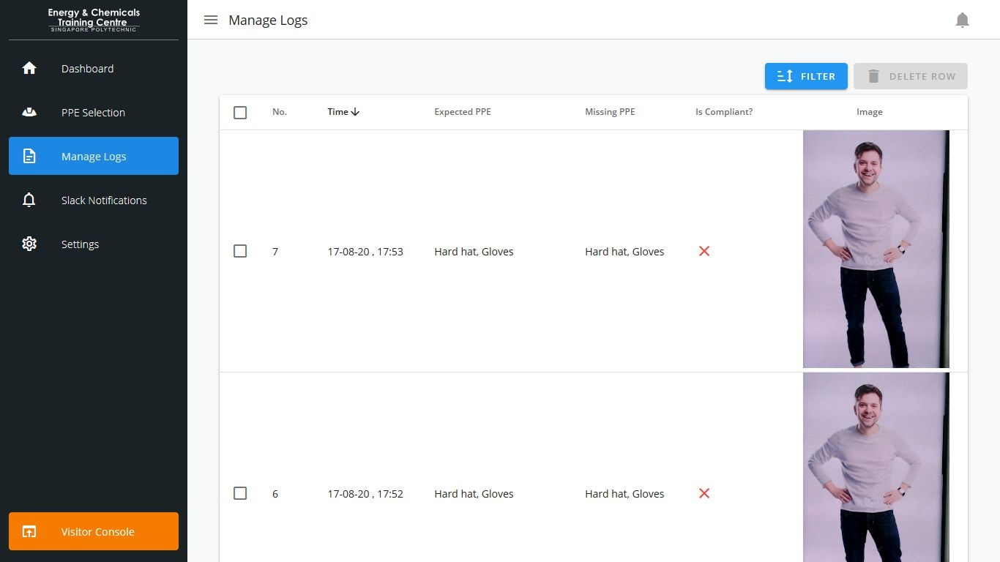 Energy & Chemicals
Training Centre
SINGAPORE POLYTECHNIC
Manage Logs
Dashboard
PPE Selection
Manage Logs
Slack Notifications
Settings
Visitor Console
FILTER
DELETE ROW
No.
Time
Expected PPE
Missing PPE
Is Compliant?
Image
7
17-08-20 , 17:53
Hard hat, Gloves
Hard hat, Gloves
6
17-08-20 , 17:52
Hard hat, Gloves
Hard hat, Gloves